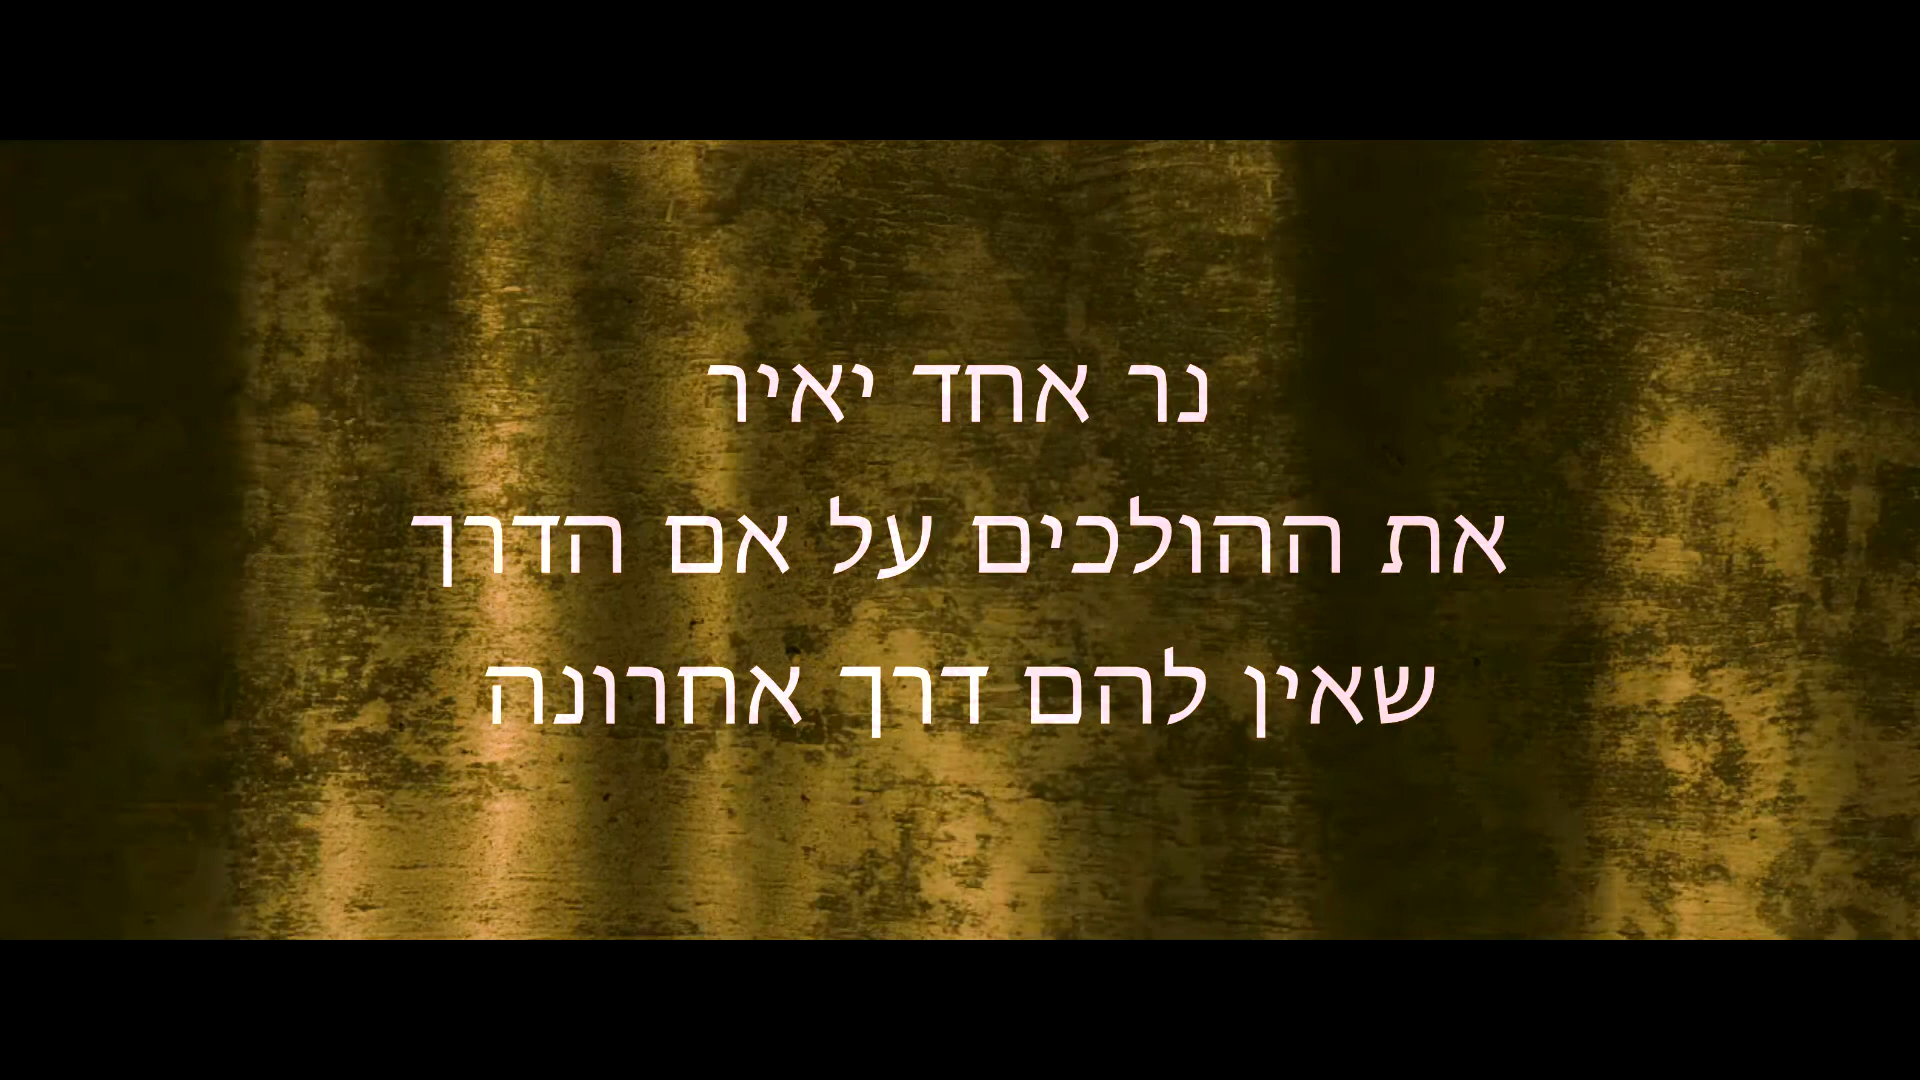 נר אחד יאיר
את ההולכים על אם הדרך
שאין להם דרך אחרונה